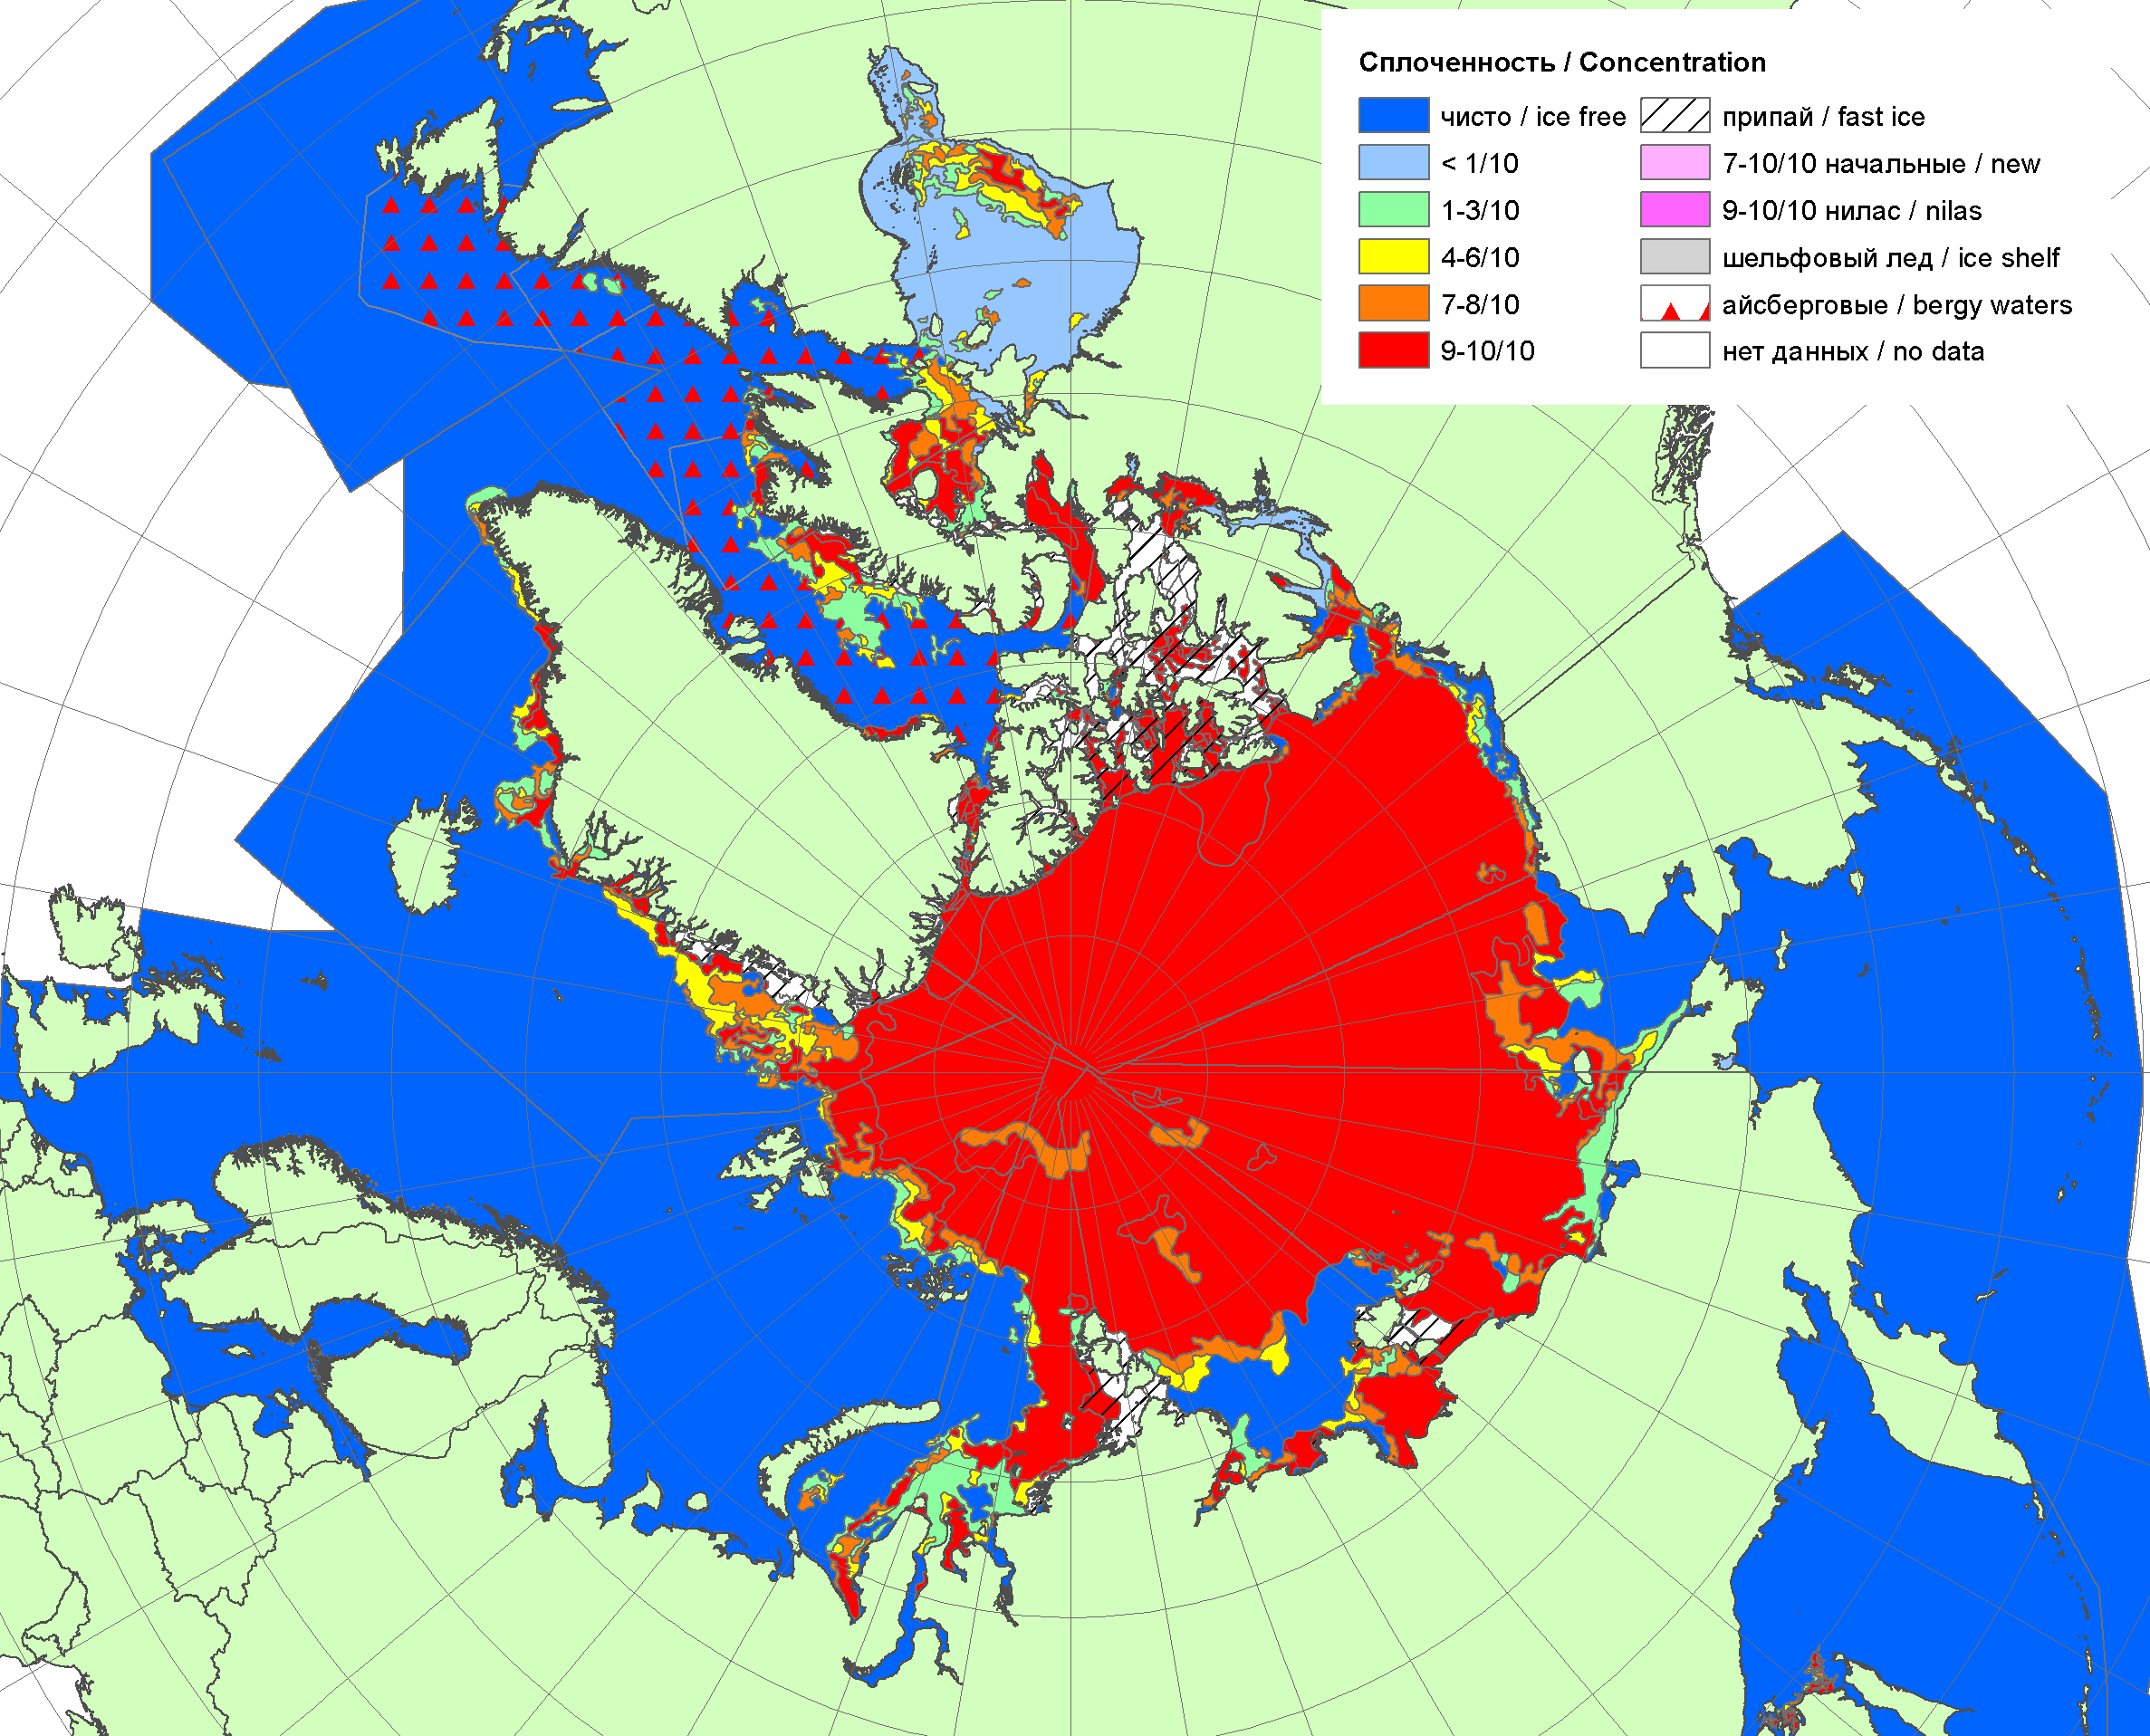 Сплоченность / Concentration
чисто / ice free
< 1/10
1-3/10
4-6/10
7-8/10
9-10/10
припай / fast ice
7-10/10 начальные / new
9-10/10 нилас / nilas
шельфовый лед / ice shelf
айсберговые / bergy waters
нет данных / no data